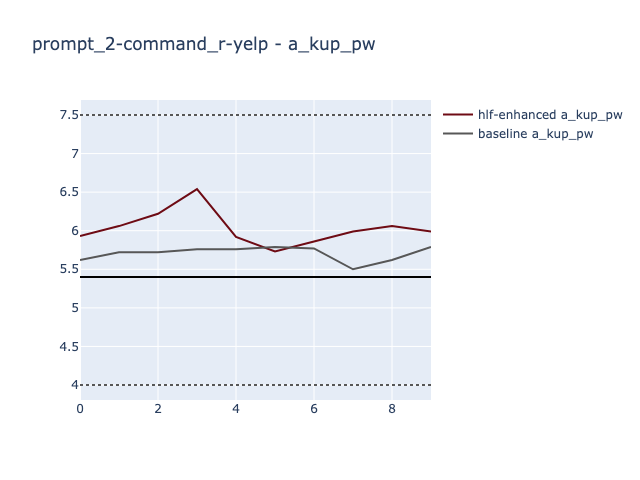 prompt_2-command_r-yelp - a_kup_pw
hlf-enhanced a_kup_pw
baseline a_kup_pw
7.5
7
6.5
6
5.5
5
4.5
4
0 2 4 6 8